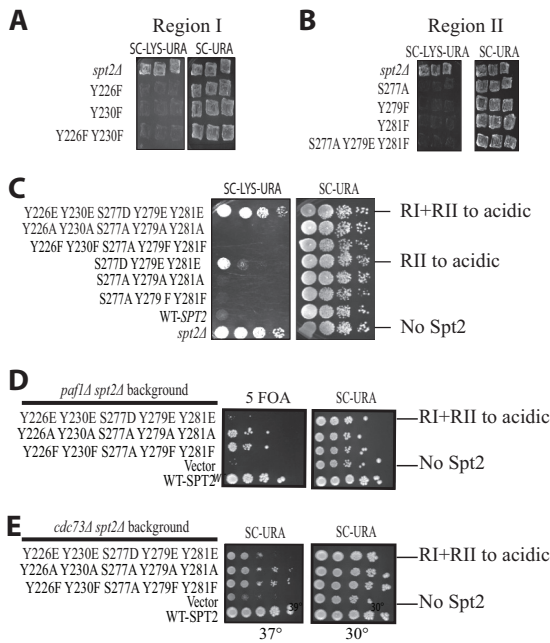 A
Region I
SC-LYS-URA SC-URA
spt2Δ
Y226F
Y230F
Y226F Y230F
B
Region II
SC-LYS-URA SC-URA
spt2Δ
S277A
Y279F
Y281F
S277A Y279E Y281F
C
SC-LYS-URA SC-URA
Y226E Y230E S277D Y279E Y281E RI+RII to acidic
Y226A Y230A S277A Y279A Y281A
Y226F Y230F S277A Y279F Y281F
S277D Y279E Y281E RII to acidic
S277A Y279A Y281A
S277A Y279 F Y281F
WT-SPT2
spt2Δ No Spt2
D
paf1Δ spt2Δ background
5 FOA SC-URA
Y226E Y230E S277D Y279E Y281E RI+RII to acidic
Y226A Y230A S277A Y279A Y281A
Y226F Y230F S277A Y279F Y281F
Vector No Spt2
WT-SPT2
E
cdc73Δ spt2Δ background
SC-URA SC-URA
Y226E Y230E S277D Y279E Y281E RI+RII to acidic
Y226A Y230A S277A Y279A Y281A
Y226F Y230F S277A Y279F Y281F
Vector No Spt2
WT-SPT2
39° 30°
37° 30°